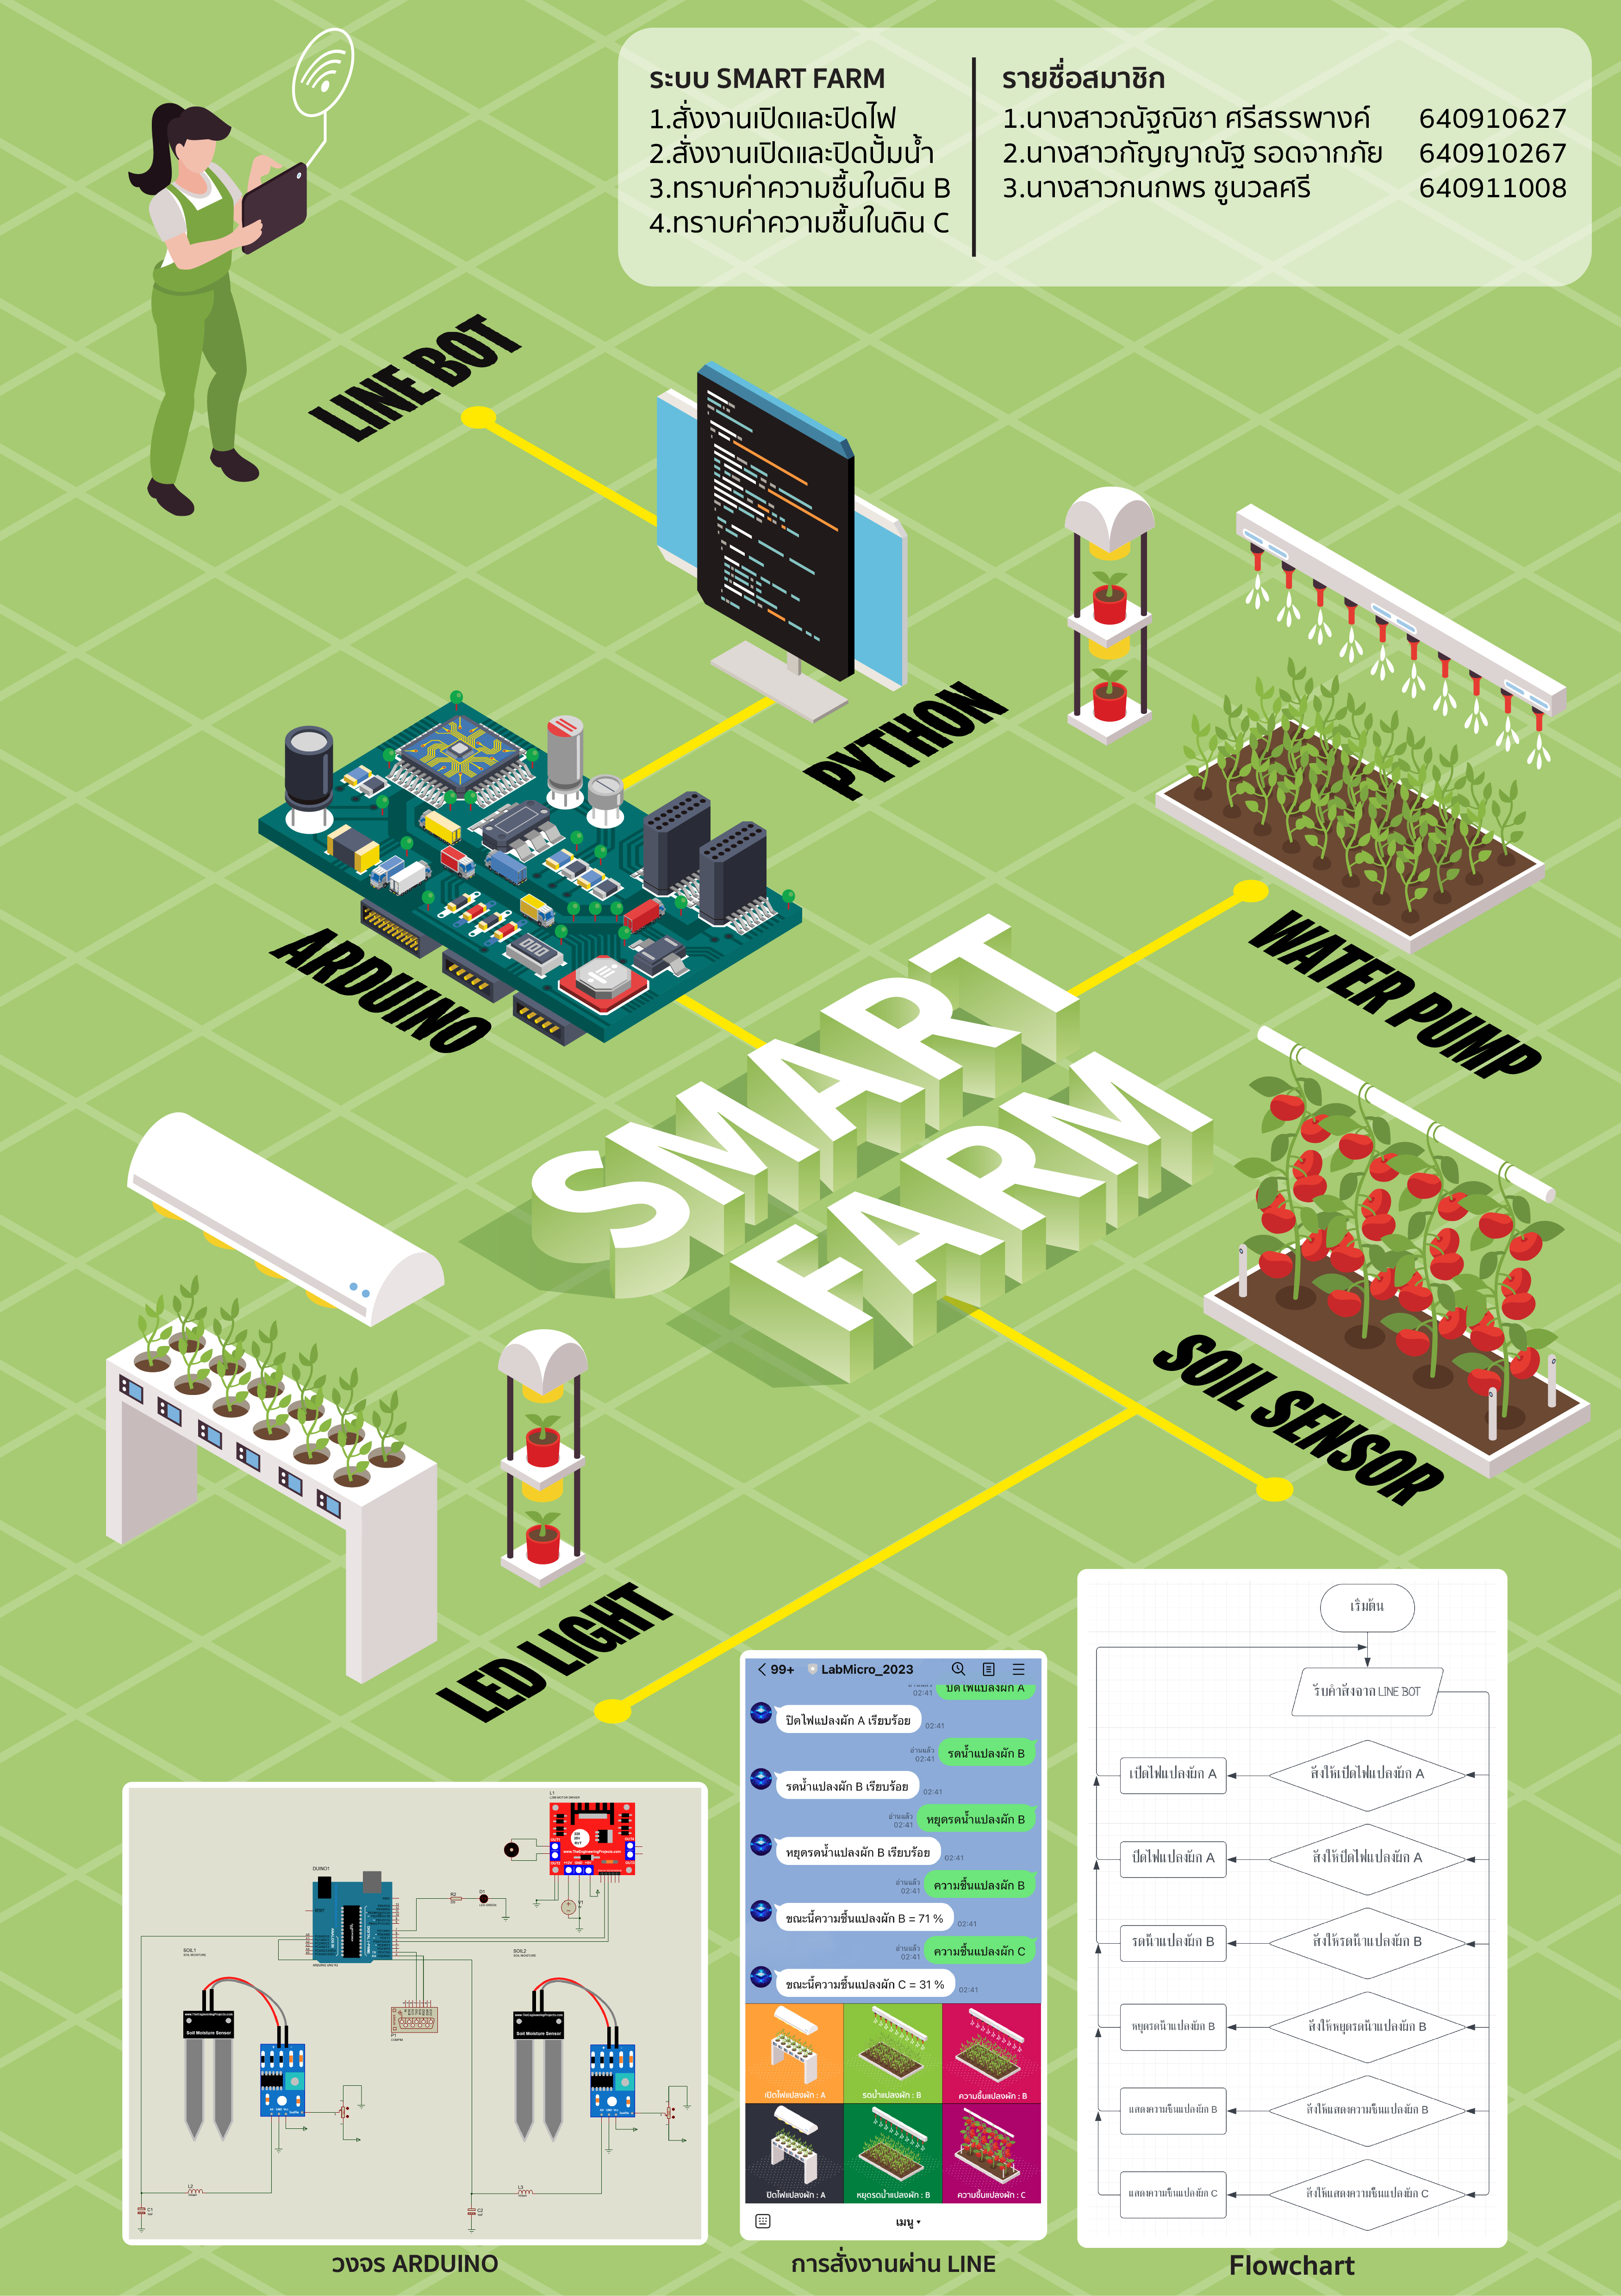 ระบบ SMART FARM
1.สั่งงานเปิดและปิดไฟ
2.สั่งงานเปิดและปิดปั้มน้ำ
3.ทราบค่าความชื้นในดิน B
4.ทราบค่าความชื้นในดิน C
รายชื่อสมาชิก
1.นางสาวณัฐณิชา ศรีสรรพางค์ 640910627
2.นางสาวกัญญาณัฐ รอดจากภัย 640910267
3.นางสาวกนกพร ชูนวลศรี 640911008
LINE BOT
PYTHON
ARDUINO
WATER PUMP
SMART
FARM
SOIL SENSOR
LED LIGHT
L1
DUINO1
R2
D1
SOIL1
SOIL2
www.TheEngineeringProjects.com
Soil Moisture Sensor
www.TheEngineeringProjects.com
Soil Moisture Sensor
P1
L2
L3
C1
C2
วงจร ARDUINO
99+ LabMicro_2023
02:41 ปิดไฟแปลงผัก A
ปิดไฟแปลงผัก A เรียบร้อย 02:41
อ่านแล้ว
02:41 รดน้ำแปลงผัก B
รดน้ำแปลงผัก B เรียบร้อย 02:41
อ่านแล้ว
02:41 หยุดรดน้ำแปลงผัก B
หยุดรดน้ำแปลงผัก B เรียบร้อย 02:41
อ่านแล้ว
02:41 ความชื้นแปลงผัก B
ขณะนี้ความชื้นแปลงผัก B = 71 % 02:41
อ่านแล้ว
02:41 ความชื้นแปลงผัก C
ขณะนี้ความชื้นแปลงผัก C = 31 % 02:41
เปิดไฟแปลงผัก : A
รดน้ำแปลงผัก : B
ความชื้นแปลงผัก : B
ปิดไฟแปลงผัก : A
หยุดรดน้ำแปลงผัก : B
ความชื้นแปลงผัก : C
เมนู
การสั่งงานผ่าน LINE
เริ่มต้น
รับคำสั่งจาก LINE BOT
เปิดไฟแปลงผัก A
สั่งให้เปิดไฟแปลงผัก A
ปิดไฟแปลงผัก A
สั่งให้ปิดไฟแปลงผัก A
รดน้ำแปลงผัก B
สั่งให้รดน้ำแปลงผัก B
หยุดรดน้ำแปลงผัก B
สั่งให้หยุดรดน้ำแปลงผัก B
แสดงความชื้นแปลงผัก B
สั่งให้แสดงความชื้นแปลงผัก B
แสดงความชื้นแปลงผัก C
สั่งให้แสดงความชื้นแปลงผัก C
Flowchart